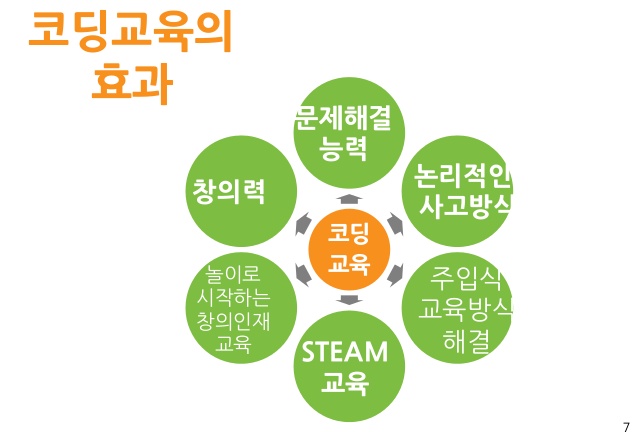 코딩교육의
효과
문제해결
능력
논리적인
사고방식
주입식
교육방식
해결
STEAM
교육
놀이로
시작하는
창의인재
교육
창의력
코딩
교육
7